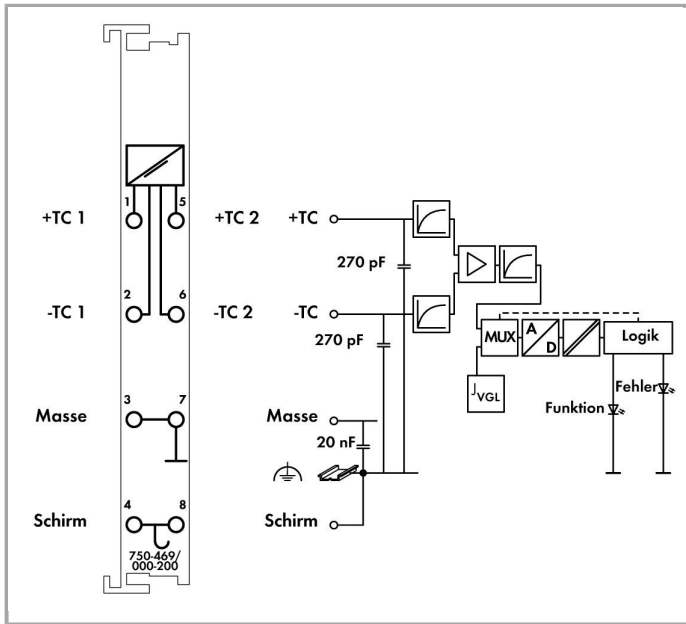 1
5
+TC 1
+TC 2
+TC
270 pF
2
6
-TC 1
-TC 2
-TC
270 pF
MUX
A
D
Logik
JVGL
Fehler
Funktion
3
7
Masse
Masse
20 nF
4
8
Schirm
Schirm
750-469/
000-200